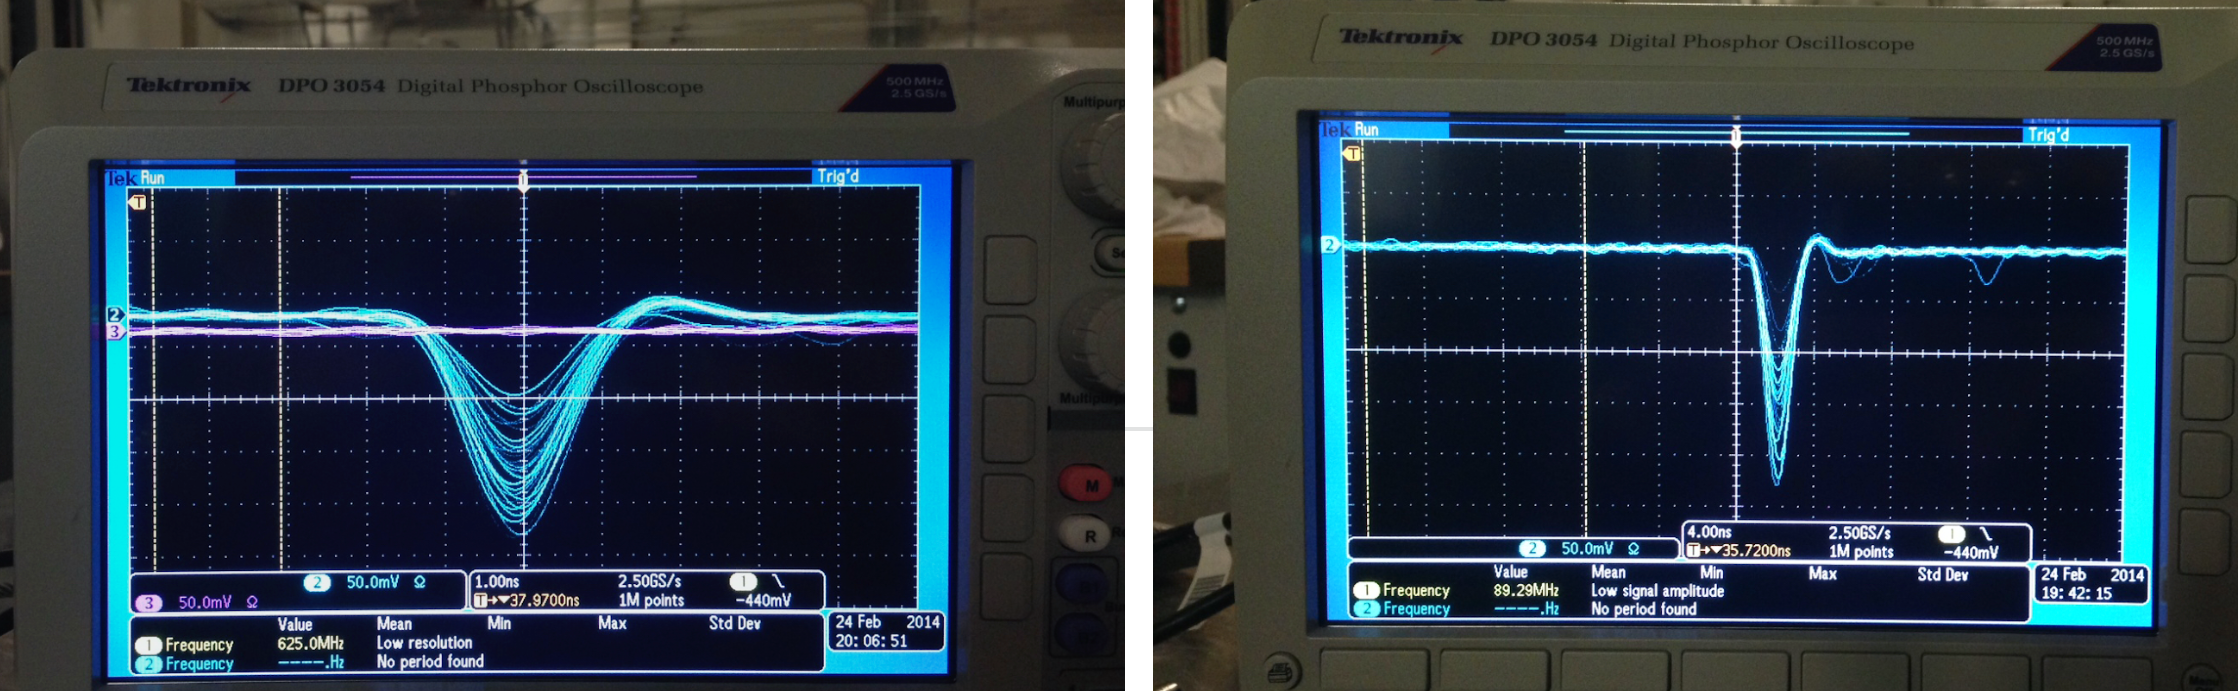 Tektronix DPO 3054 Digital Phosphor Oscilloscope
500 MHz
2.5 GS/s
Multipurp
Tek Run
Trig'd
T
2
3
2 50.0mV Ω
3 50.0mV Ω
1.00ns 2.50GS/s 1 -440mV
T→▼37.9700ns 1M points
Value Mean Min Max Std Dev
1 Frequency 625.0MHz Low resolution
2 Frequency ----.Hz No period found
24 Feb 2014
20:06:51
M
R
Tektronix DPO 3054 Digital Phosphor Oscilloscope
500 MHz
2.5 GS/s
Tek Run
Trig'd
T
2
2 50.0mV Ω
4.00ns 2.50GS/s 1 -440mV
T→▼35.7200ns 1M points
Value Mean Min Max Std Dev
1 Frequency 89.29MHz Low signal amplitude
2 Frequency ----.Hz No period found
24 Feb 2014
19:42:15